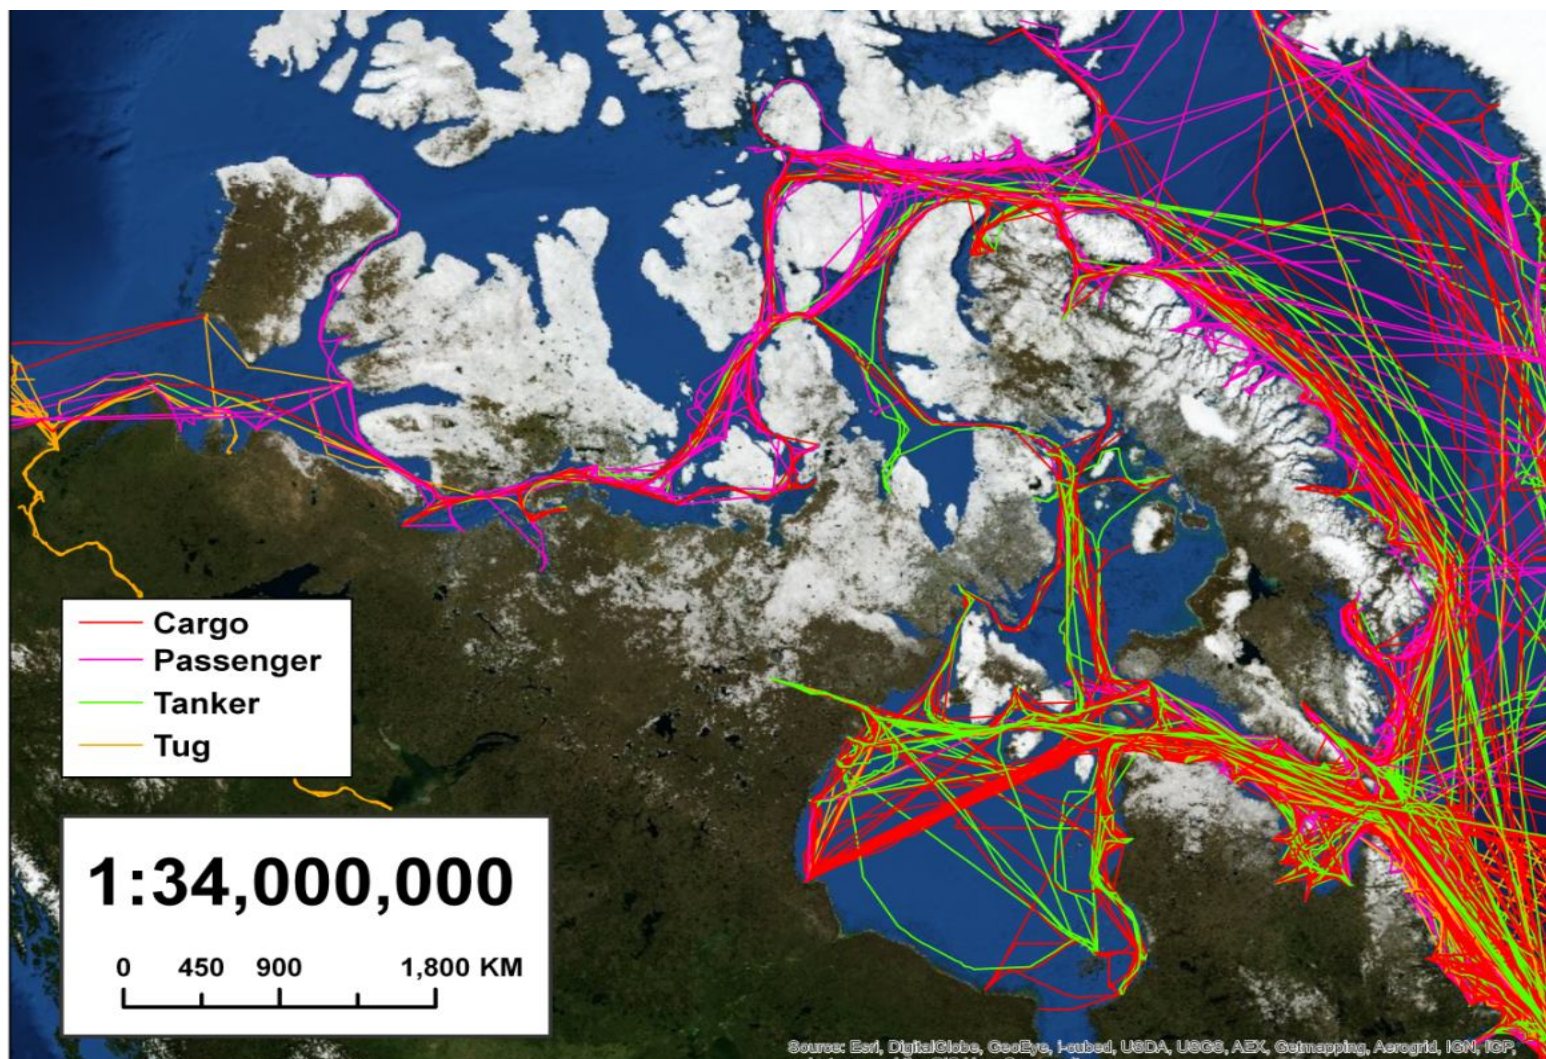 Cargo
Passenger
Tanker
Tug
1:34,000,000
0 450 900 1,800 KM
Source: Esri, DigitalGlobe, GeoEye, i-cubed, USDA, USGS, AEX, Getmapping, Aerogrid, IGN, IGP,